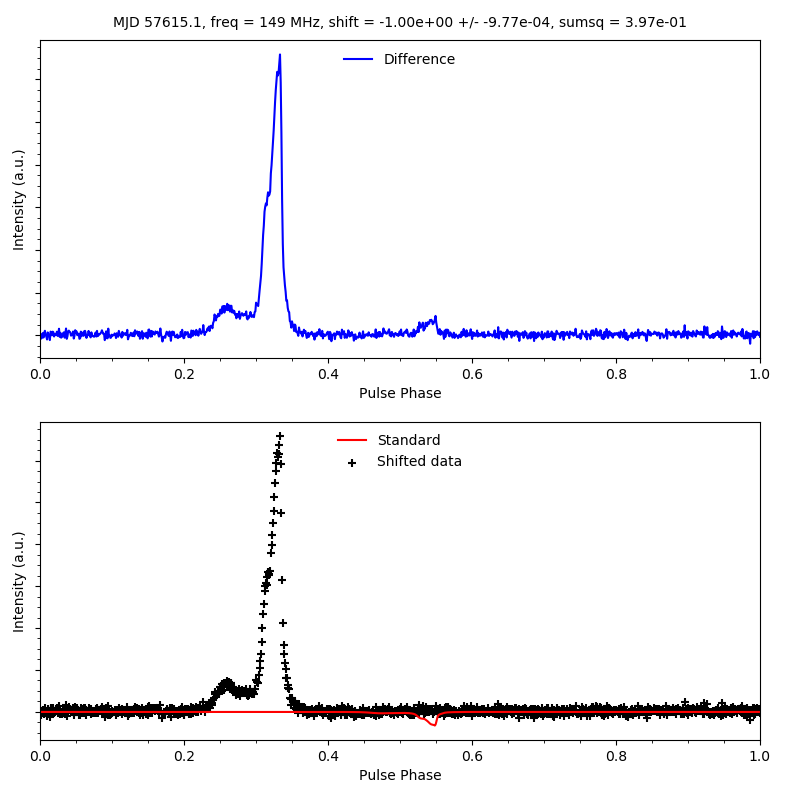 MJD 57615.1, freq = 149 MHz, shift = -1.00e+00 +/- -9.77e-04, sumsq = 3.97e-01
Difference
Intensity (a.u.)
0.0 0.2 0.4 0.6 0.8 1.0
Pulse Phase
Standard
Shifted data
Intensity (a.u.)
0.0 0.2 0.4 0.6 0.8 1.0
Pulse Phase